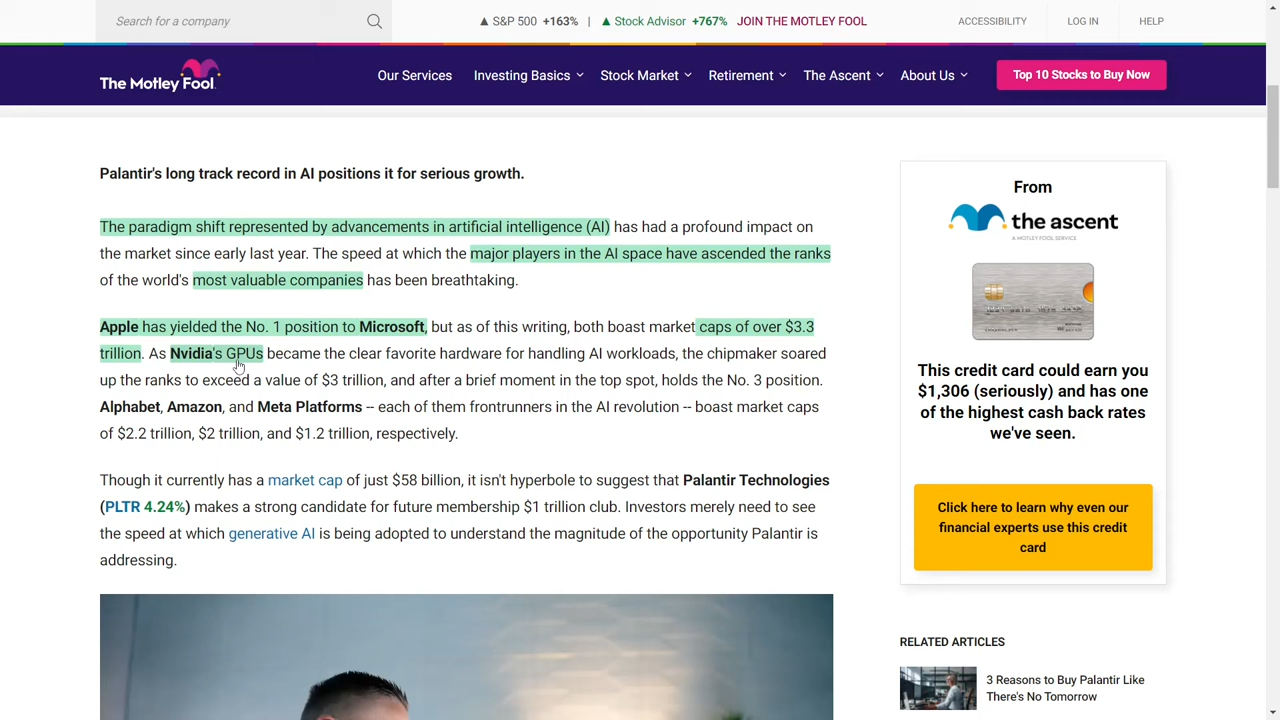 Search for a company
▲ S&P 500 +163% | ▲ Stock Advisor +767% JOIN THE MOTLEY FOOL
ACCESSIBILITY LOG IN HELP
The Motley Fool
Our Services Investing Basics Stock Market Retirement The Ascent About Us Top 10 Stocks to Buy Now
Palantir's long track record in AI positions it for serious growth.
The paradigm shift represented by advancements in artificial intelligence (AI) has had a profound impact on
the market since early last year. The speed at which the major players in the AI space have ascended the ranks
of the world's most valuable companies has been breathtaking.
Apple has yielded the No. 1 position to Microsoft, but as of this writing, both boast market caps of over $3.3
trillion. As Nvidia's GPUs became the clear favorite hardware for handling AI workloads, the chipmaker soared
up the ranks to exceed a value of $3 trillion, and after a brief moment in the top spot, holds the No. 3 position.
Alphabet, Amazon, and Meta Platforms -- each of them frontrunners in the AI revolution -- boast market caps
of $2.2 trillion, $2 trillion, and $1.2 trillion, respectively.
Though it currently has a market cap of just $58 billion, it isn't hyperbole to suggest that Palantir Technologies
(PLTR 4.24%) makes a strong candidate for future membership $1 trillion club. Investors merely need to see
the speed at which generative AI is being adopted to understand the magnitude of the opportunity Palantir is
addressing.
From
the ascent
A MOTLEY FOOL SERVICE
This credit card could earn you
$1,306 (seriously) and has one
of the highest cash back rates
we've seen.
Click here to learn why even our
financial experts use this credit
card
RELATED ARTICLES
3 Reasons to Buy Palantir Like
There's No Tomorrow